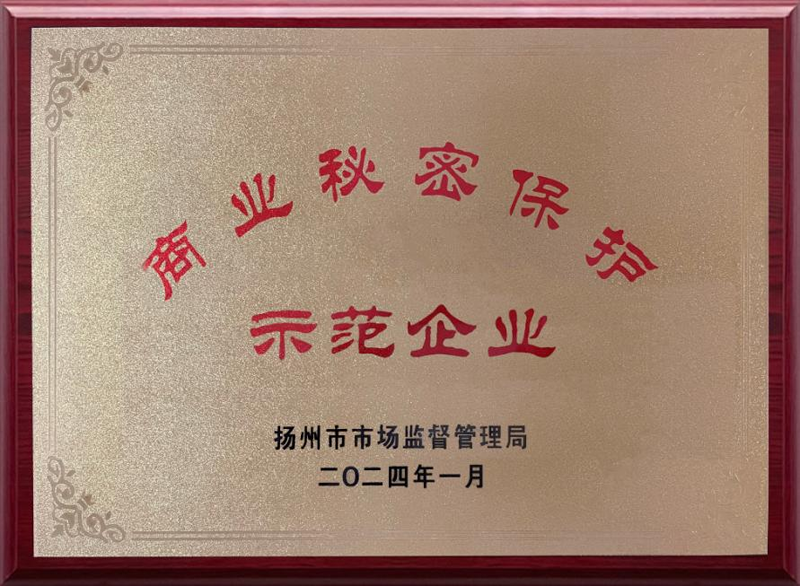 商业秘密保护
示范企业
扬州市市场监督管理局
二〇二四年一月